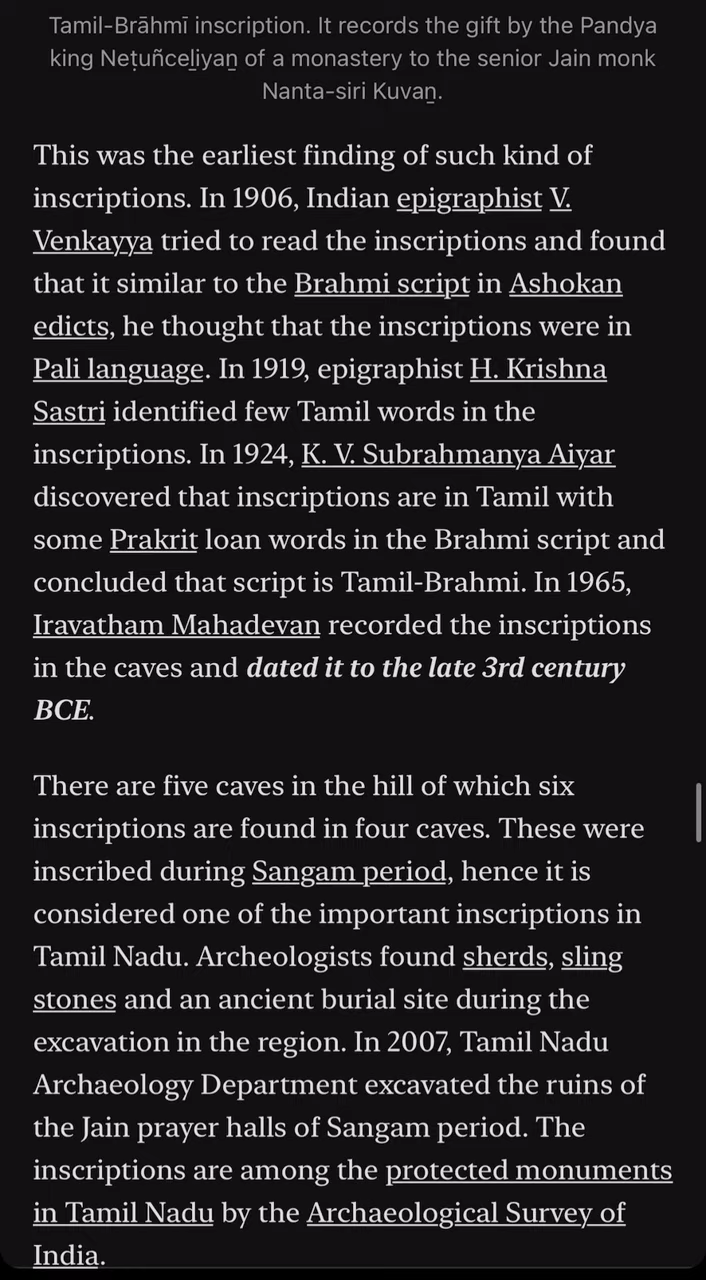 Tamil-Brāhmī inscription. It records the gift by the Pandya
king Neṭuñceḻiyaṉ of a monastery to the senior Jain monk
Nanta-siri Kuvaṉ.
This was the earliest finding of such kind of
inscriptions. In 1906, Indian epigraphist V.
Venkayya tried to read the inscriptions and found
that it similar to the Brahmi script in Ashokan
edicts, he thought that the inscriptions were in
Pali language. In 1919, epigraphist H. Krishna
Sastri identified few Tamil words in the
inscriptions. In 1924, K. V. Subrahmanya Aiyar
discovered that inscriptions are in Tamil with
some Prakrit loan words in the Brahmi script and
concluded that script is Tamil-Brahmi. In 1965,
Iravatham Mahadevan recorded the inscriptions
in the caves and dated it to the late 3rd century
BCE.
There are five caves in the hill of which six
inscriptions are found in four caves. These were
inscribed during Sangam period, hence it is
considered one of the important inscriptions in
Tamil Nadu. Archeologists found sherds, sling
stones and an ancient burial site during the
excavation in the region. In 2007, Tamil Nadu
Archaeology Department excavated the ruins of
the Jain prayer halls of Sangam period. The
inscriptions are among the protected monuments
in Tamil Nadu by the Archaeological Survey of
India.